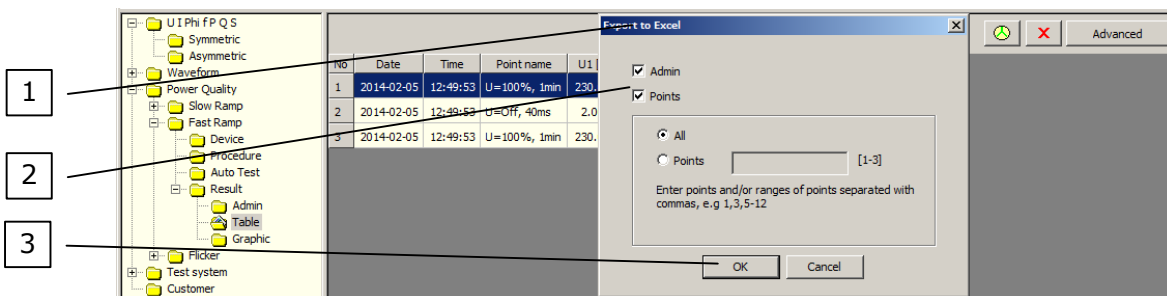 1
2
3
U I Phi f P Q S
Symmetric
Asymmetric
Waveform
Power Quality
Slow Ramp
Fast Ramp
Device
Procedure
Auto Test
Result
Admin
Table
Graphic
Flicker
Test system
Customer
No Date Time Point name U1 [
1 2014-02-05 12:49:53 U=100%, 1min 230.
2 2014-02-05 12:49:53 U=Off, 40ms 2.0
3 2014-02-05 12:49:53 U=100%, 1min 230.
Export to Excel
Admin
Points
All
Points [1-3]
Enter points and/or ranges of points separated with
commas, e.g 1,3,5-12
OK Cancel
Advanced